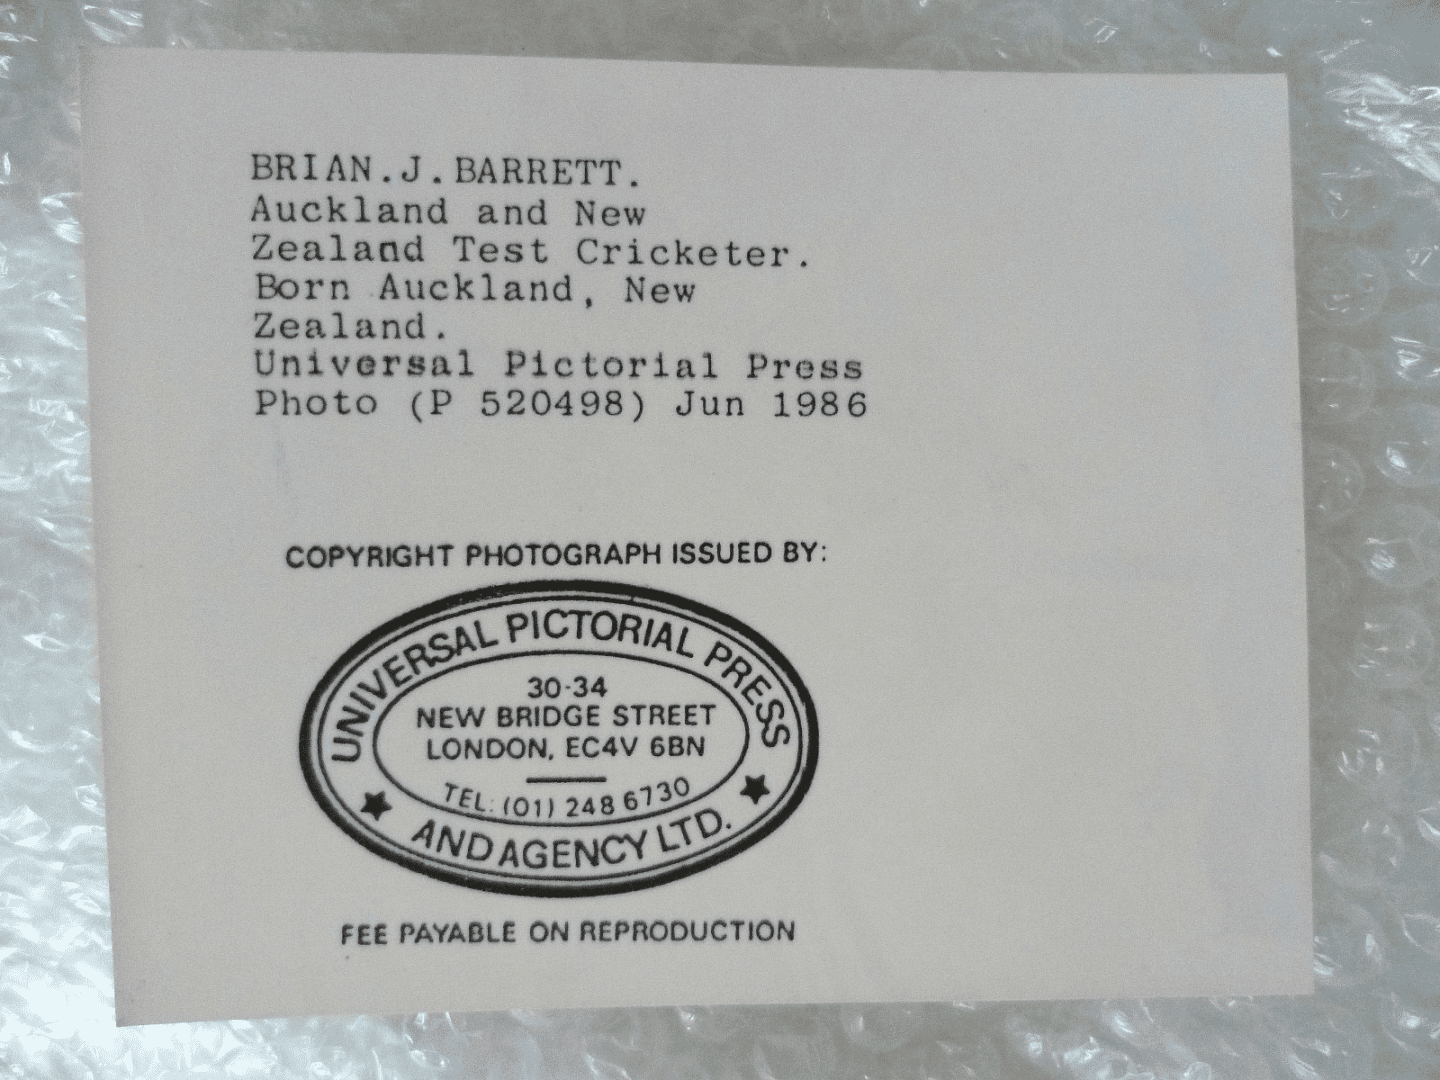 BRIAN.J.BARRETT.
Auckland and New
Zealand Test Cricketer.
Born Auckland, New
Zealand.
Universal Pictorial Press
Photo (P 520498) Jun 1986
COPYRIGHT PHOTOGRAPH ISSUED BY:
UNIVERSAL PICTORIAL PRESS
30-34
NEW BRIDGE STREET
LONDON, EC4V 6BN
TEL: (01) 248 6730
AND AGENCY LTD.
FEE PAYABLE ON REPRODUCTION